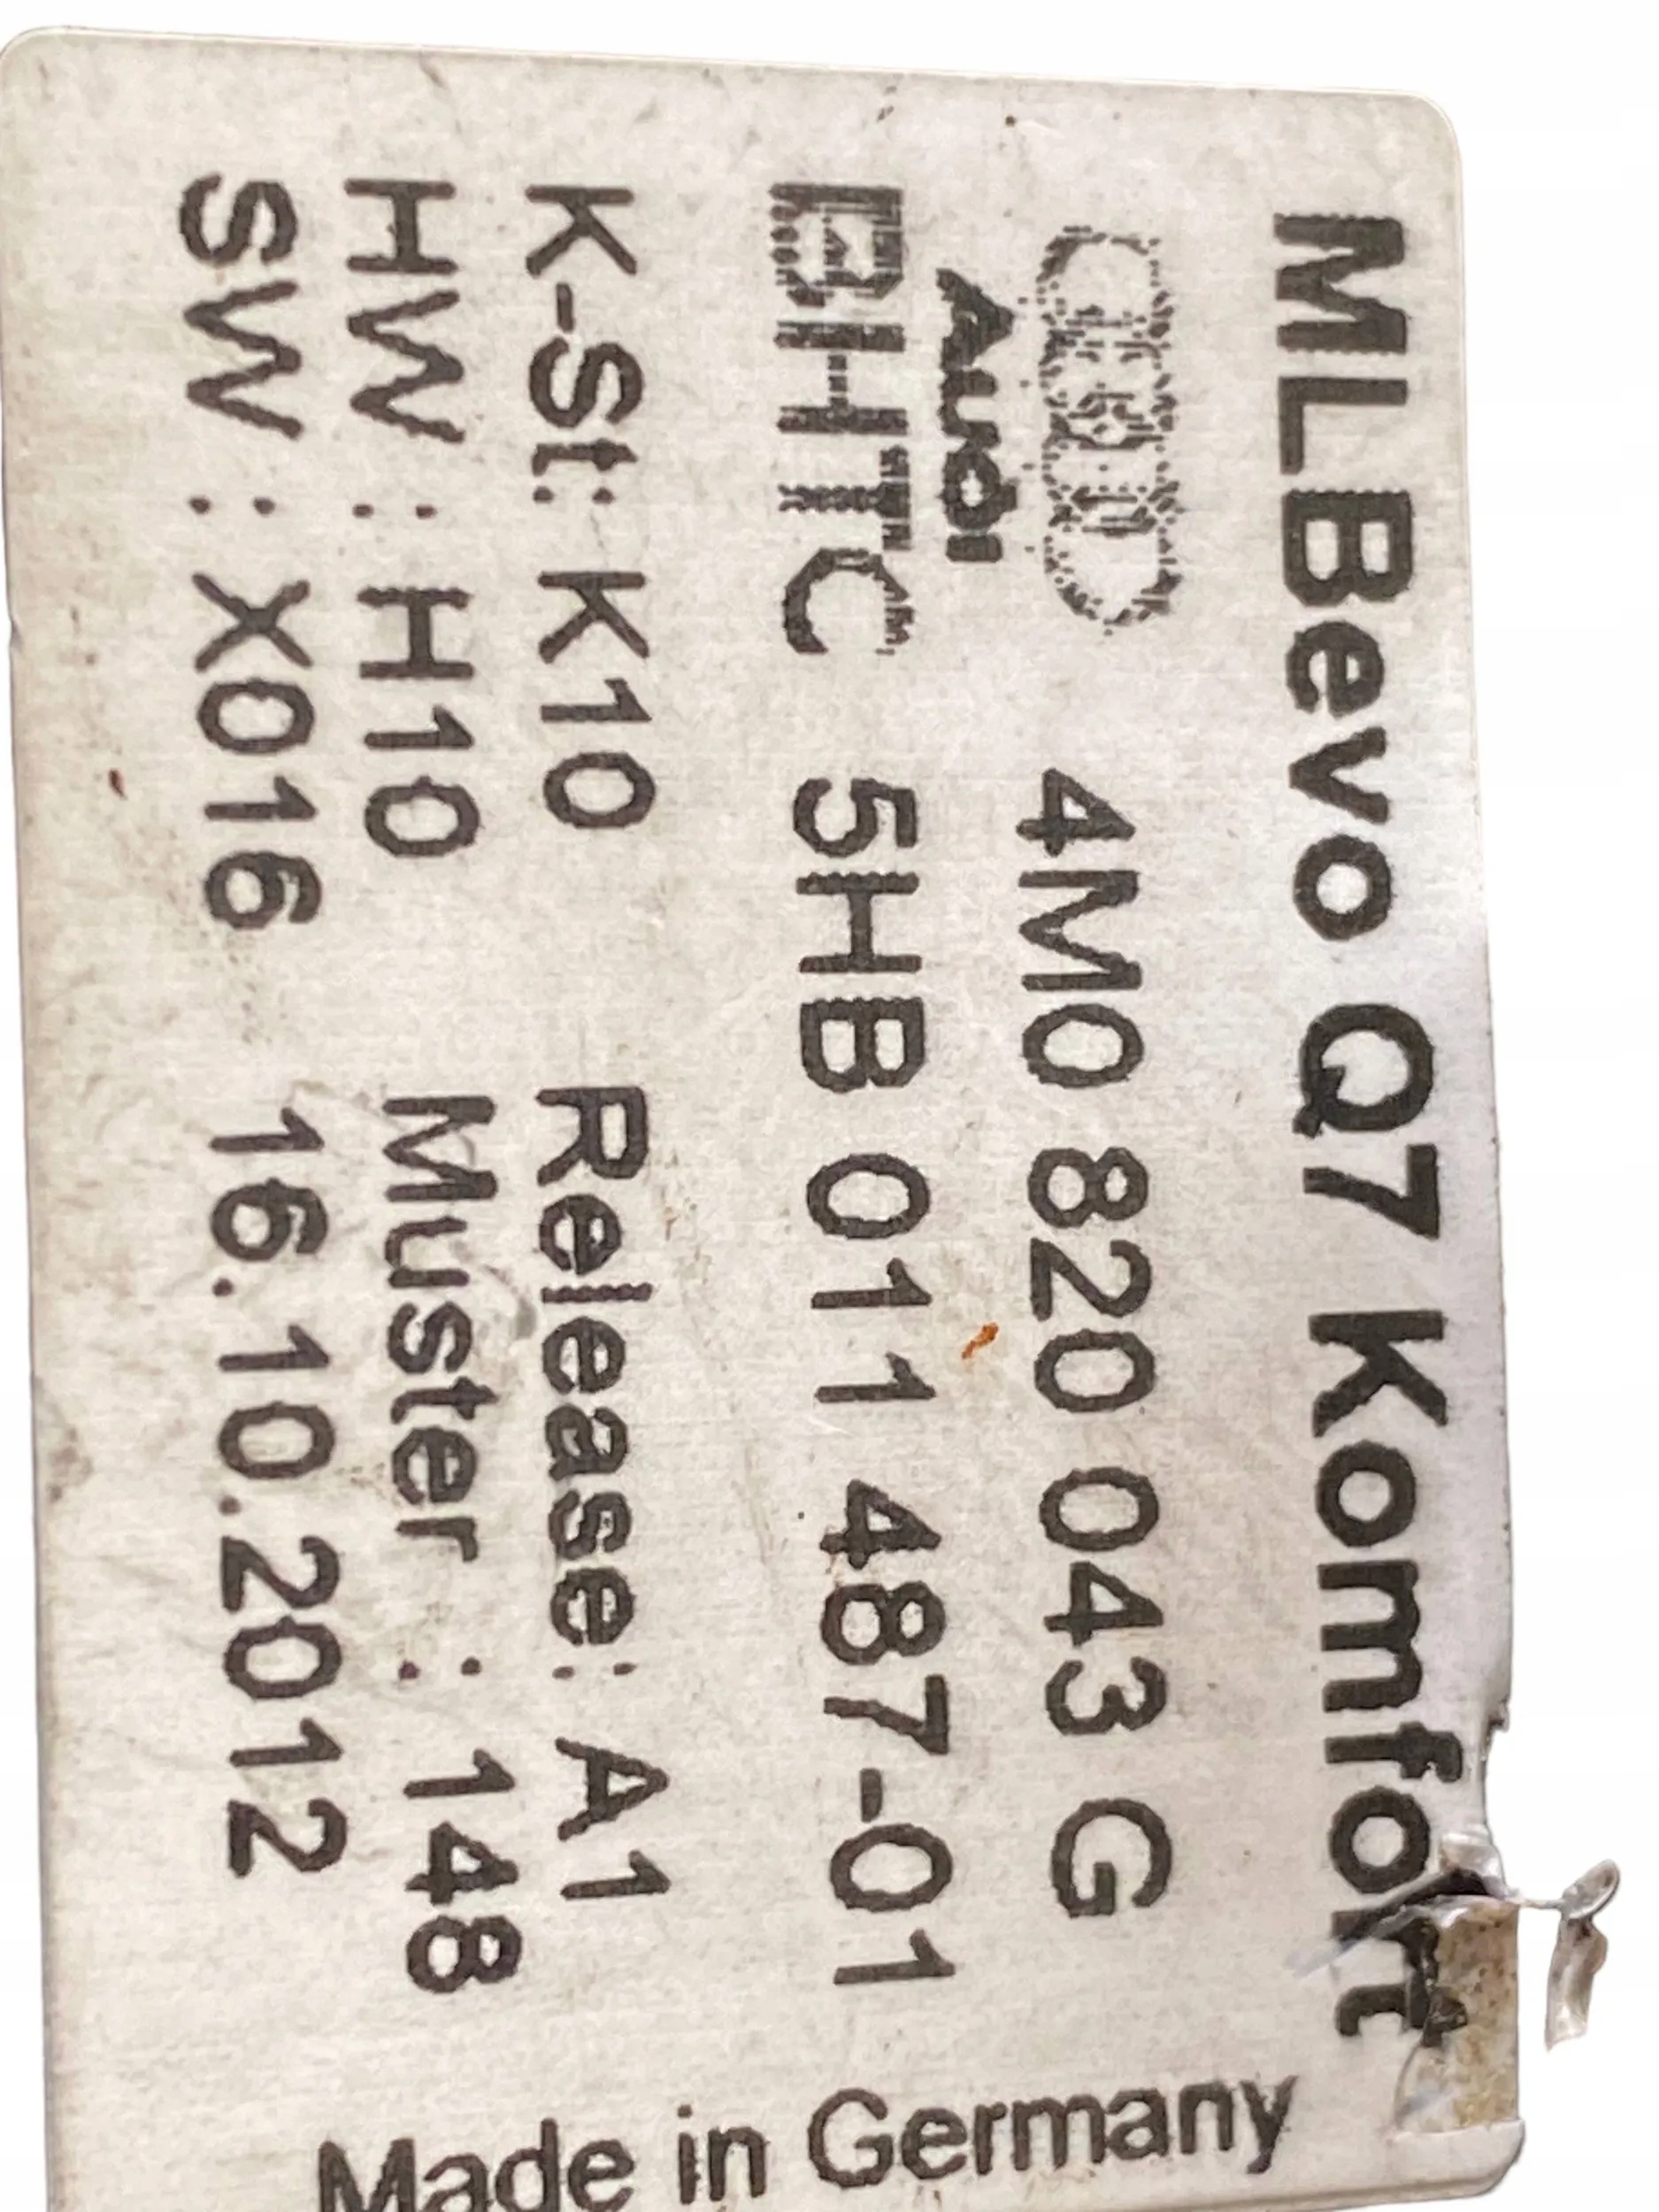 MLBevo Q7 Komfort
Audi 4M0 820 043 G
BHTC 5HB 011 487-01
K-St: K10 Release: A1
HW : H10 Muster : 148
SW : X016 16.10.2012
Made in Germany